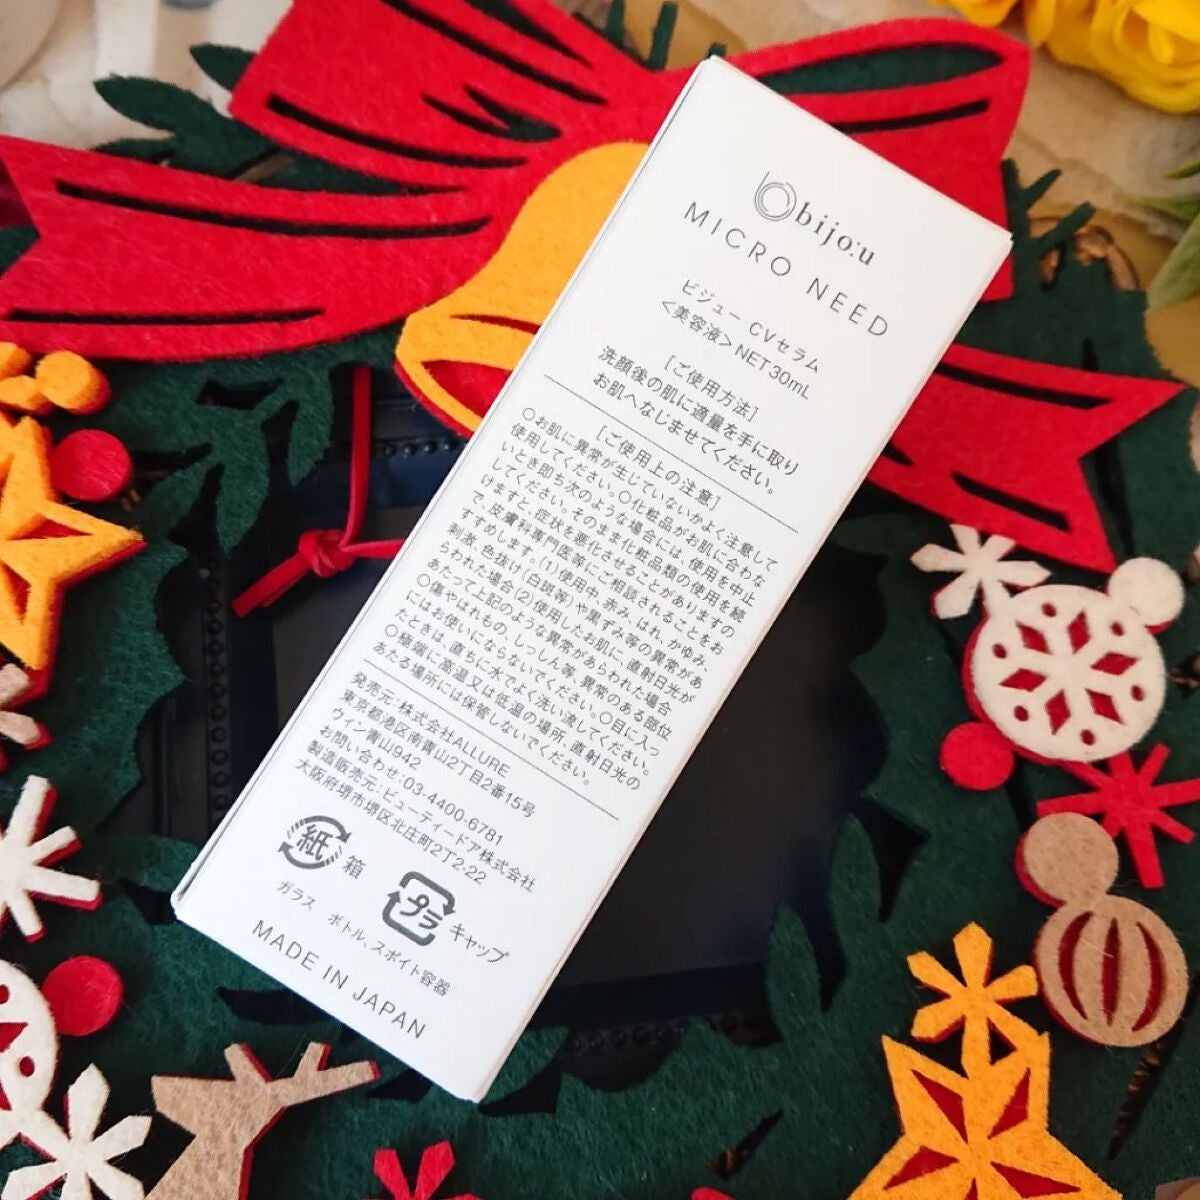 bijo:u
MICRO NEED
ビジュー CVセラム
<美容液> NET30mL
[ご使用方法]
洗顔後の肌に適量を手に取り
お肌へなじませてください。
[ご使用上の注意]
○お肌に異常が生じていないかよく注意して
使用してください。○化粧品がお肌に合わな
いとき即ち次のような場合には、使用を中止
してください。そのまま化粧品類の使用を続
けますと、症状を悪化させることがありますの
で、皮膚科専門医等にご相談されることをお
すすめします。(1)使用中、赤み、はれ、かゆみ、
刺激、色抜け(白斑等)や黒ずみ等の異常があ
らわれた場合(2)使用したお肌に、直射日光が
あたって上記のような異常があらわれた場合
○傷やはれもの、しっしん等、異常のある部位
にはお使いにならないでください。○目に入っ
たときは、直ちに水でよく洗い流してください。
○極端に高温又は低温の場所、直射日光の
あたる場所には保管しないでください。
発売元:株式会社ALLURE
東京都港区南青山2丁目2番15号
ウィン青山942
お問い合わせ:03-4400-6781
製造販売元:ビューティードア株式会社
大阪府堺市堺区北庄町2丁2-22
紙 箱
プラ キャップ
ガラス ボトル、スポイト容器
MADE IN JAPAN